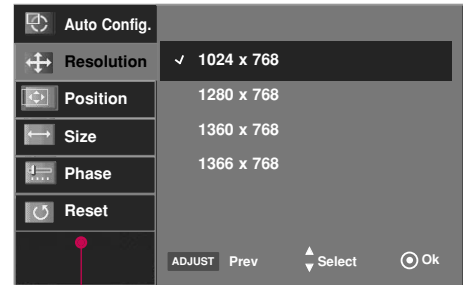 Auto Config.
Resolution
Position
Size
Phase
Reset
✓ 1024 x 768
1280 x 768
1360 x 768
1366 x 768
ADJUST Prev Select Ok